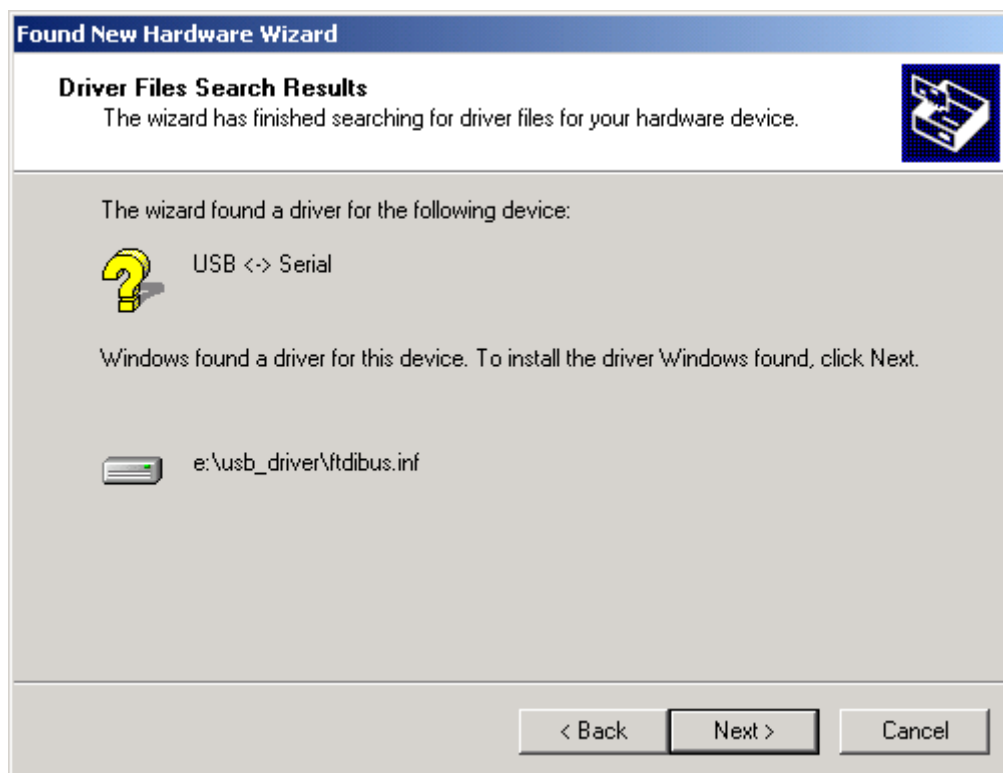 Found New Hardware Wizard
Driver Files Search Results
The wizard has finished searching for driver files for your hardware device.
The wizard found a driver for the following device:
USB <-> Serial
Windows found a driver for this device. To install the driver Windows found, click Next.
e:\usb_driver\ftdibus.inf
< Back
Next >
Cancel